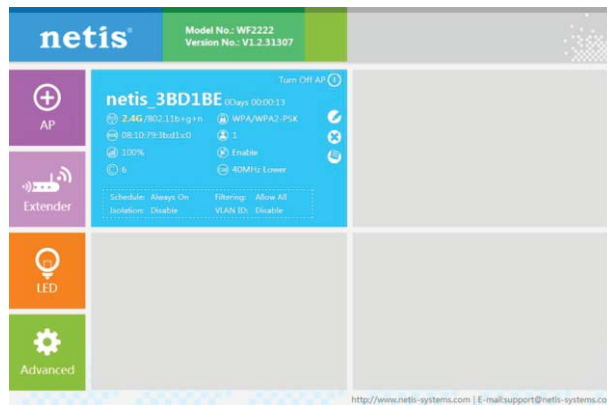 netis
Model No.: WF2222
Version No.: V1.2.31307
AP
Extender
LED
Advanced
Turn Off AP
netis_3BD1BE 0Days 00:00:13
2.4G /802.11b+g+n WPA/WPA2-PSK
08:10:79:3b:d1:c0 1
100% Enable
6 40MHz Lower
Schedule: Always On Filtering: Allow All
Isolation: Disable VLAN ID: Disable
http://www.netis-systems.com | E-mail:support@netis-systems.co